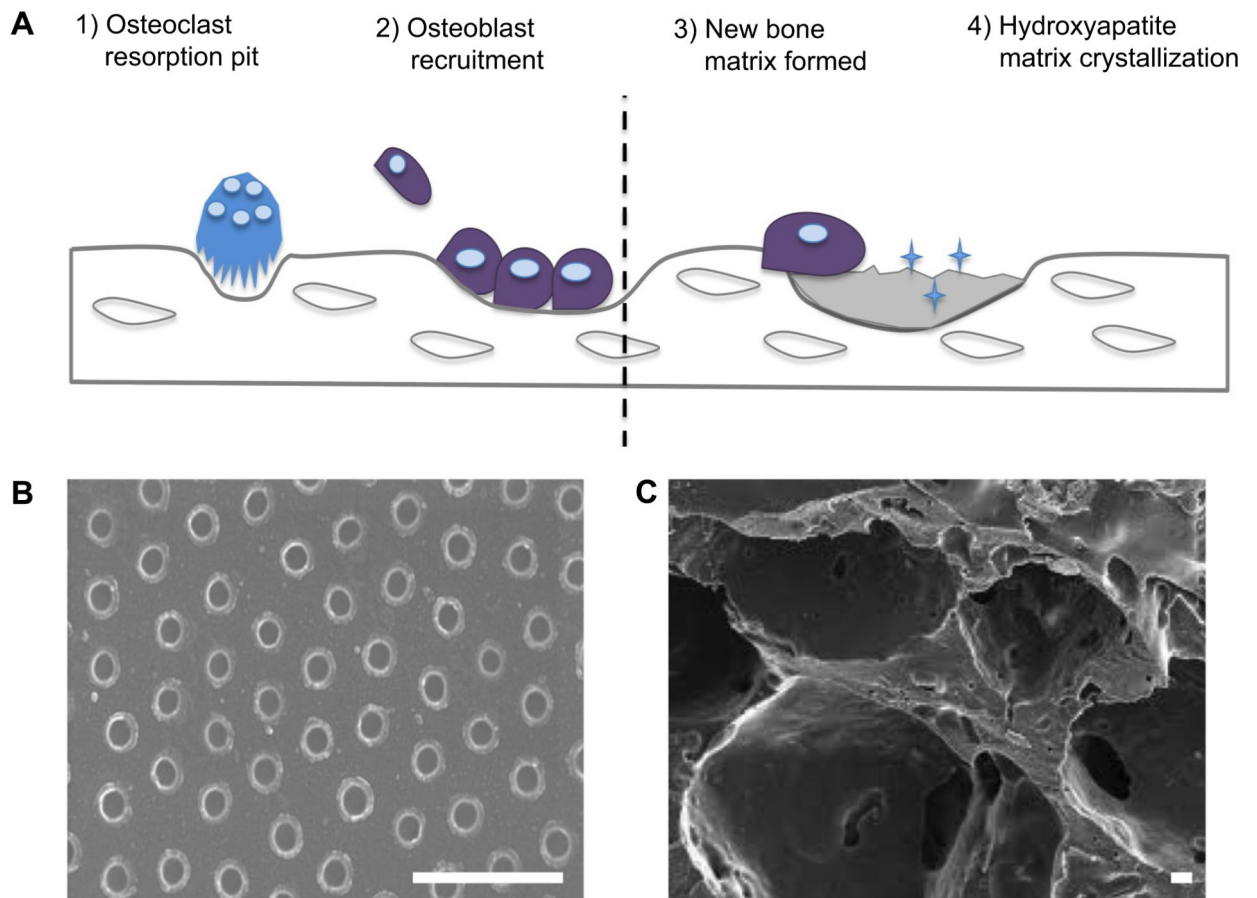 A
1) Osteoclast
resorption pit
2) Osteoblast
recruitment
3) New bone
matrix formed
4) Hydroxyapatite
matrix crystallization
B
C